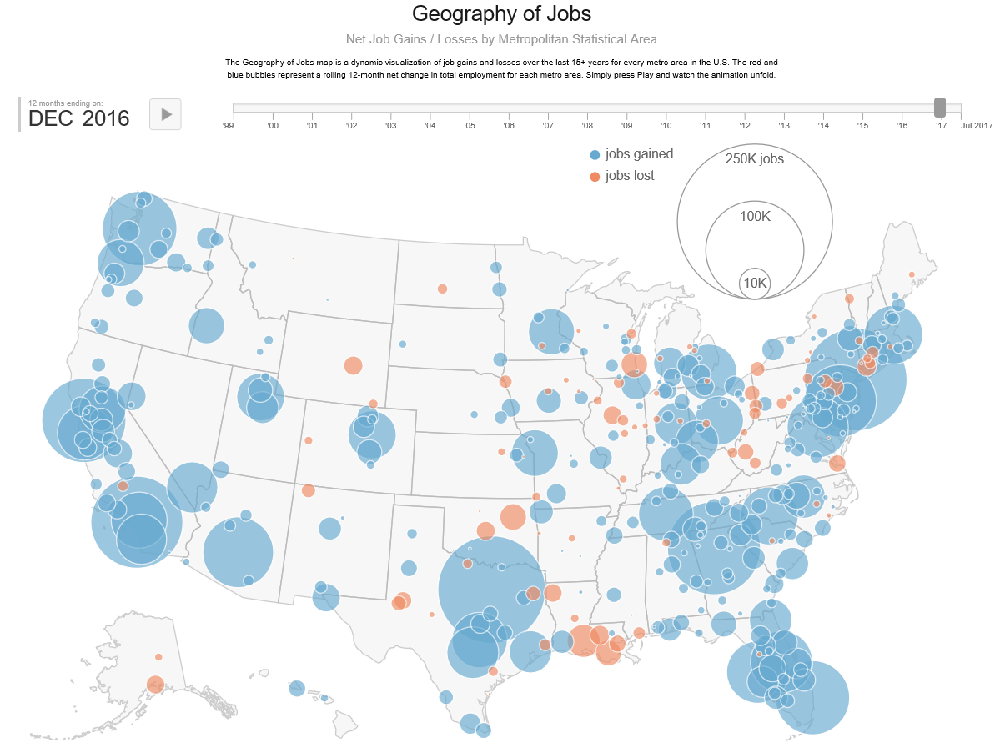 Geography of Jobs
Net Job Gains / Losses by Metropolitan Statistical Area
The Geography of Jobs map is a dynamic visualization of job gains and losses over the last 15+ years for every metro area in the U.S. The red and
blue bubbles represent a rolling 12-month net change in total employment for each metro area. Simply press Play and watch the animation unfold.
12 months ending on:
DEC 2016
'99 '00 '01 '02 '03 '04 '05 '06 '07 '08 '09 '10 '11 '12 '13 '14 '15 '16 '17 Jul 2017
jobs gained
jobs lost
250K jobs
100K
10K